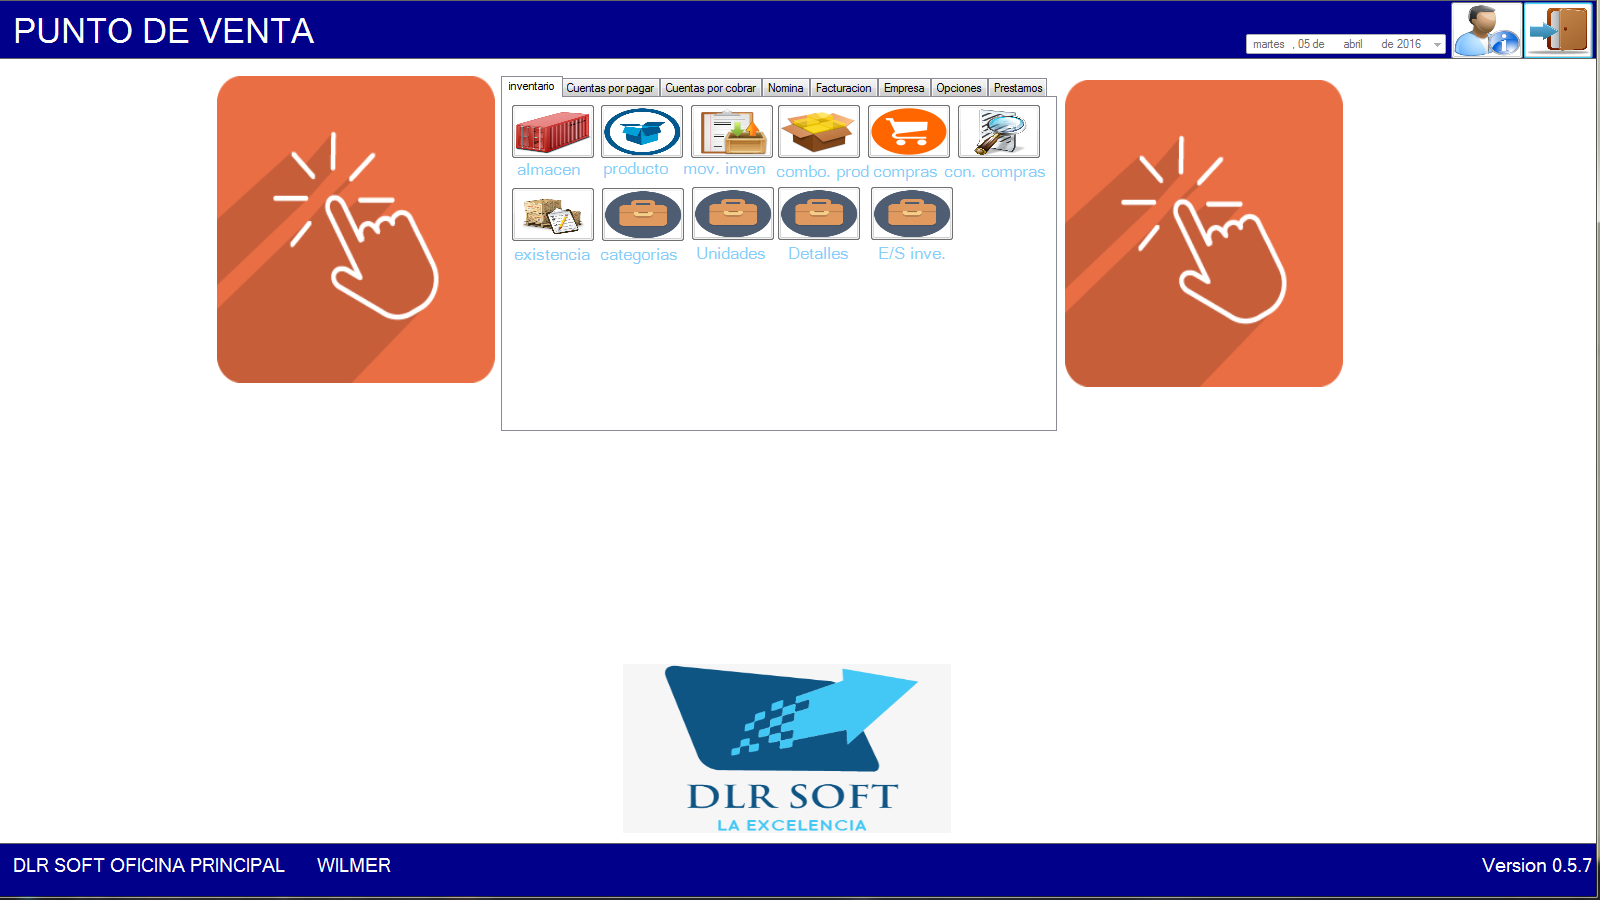 PUNTO DE VENTA
martes , 05 de abril de 2016
inventario Cuentas por pagar Cuentas por cobrar Nomina Facturacion Empresa Opciones Prestamos
almacen producto mov. inven combo. prod compras con. compras
existencia categorias Unidades Detalles E/S inve.
DLR SOFT
LA EXCELENCIA
DLR SOFT OFICINA PRINCIPAL WILMER Version 0.5.7